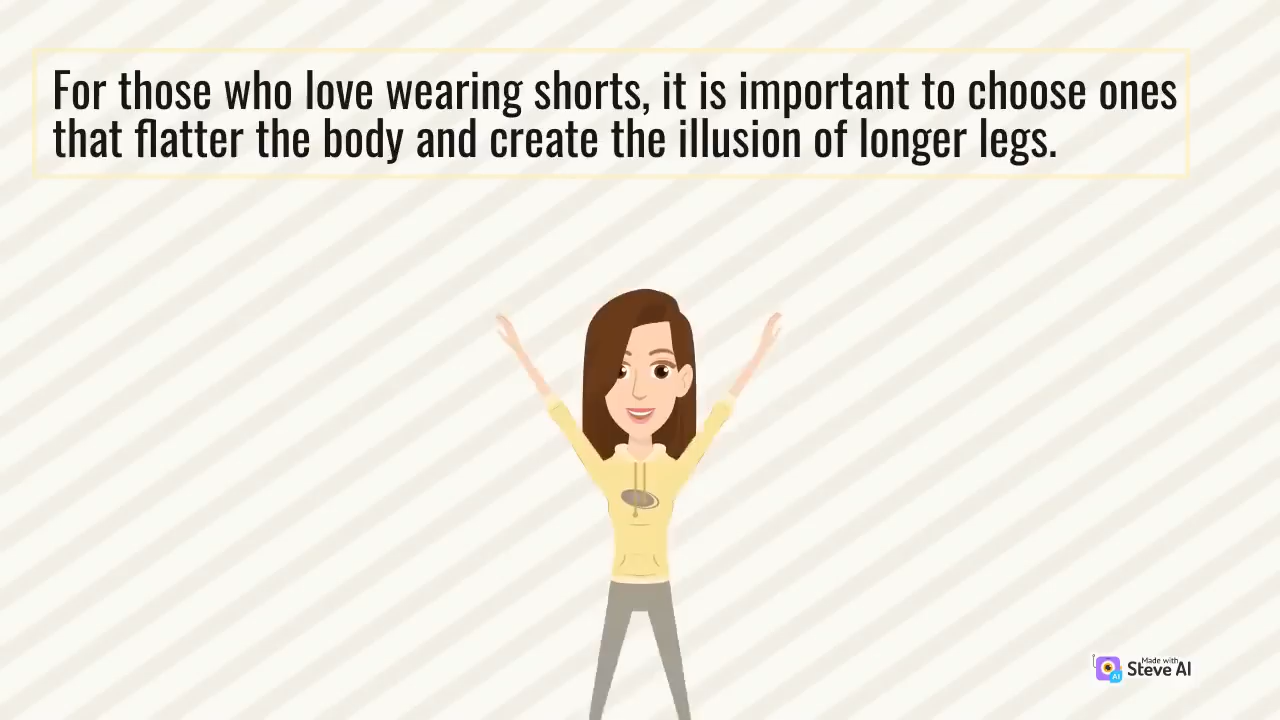 For those who love wearing shorts, it is important to choose ones
that flatter the body and create the illusion of longer legs.
Made with
Steve AI
AI